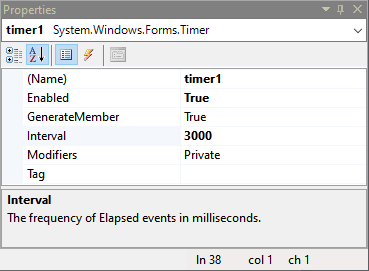 Properties
timer1 System.Windows.Forms.Timer
(Name) timer1
Enabled True
GenerateMember True
Interval 3000
Modifiers Private
Tag
Interval
The frequency of Elapsed events in milliseconds.
ln 38 col 1 ch 1